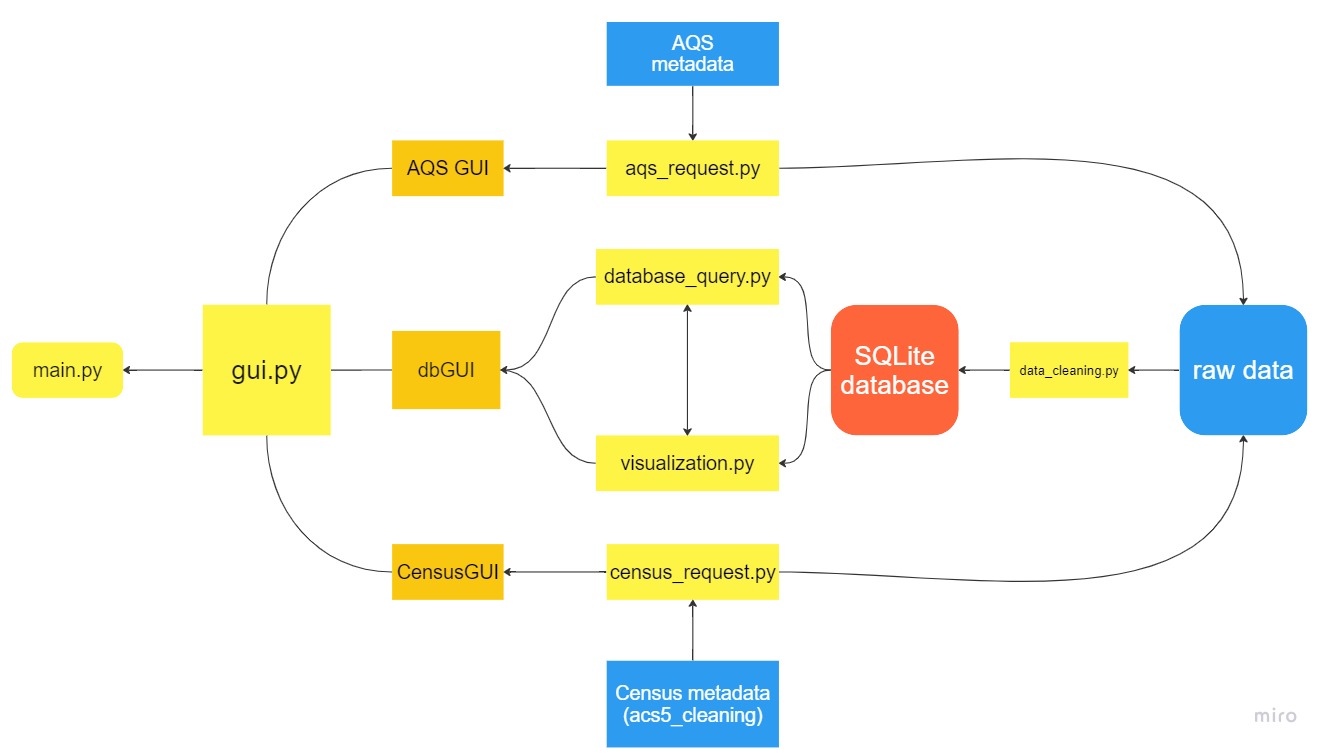 AQS
metadata
AQS GUI
aqs_request.py
database_query.py
main.py
gui.py
dbGUI
SQLite
database
data_cleaning.py
raw data
visualization.py
CensusGUI
census_request.py
Census metadata
(acs5_cleaning)
miro